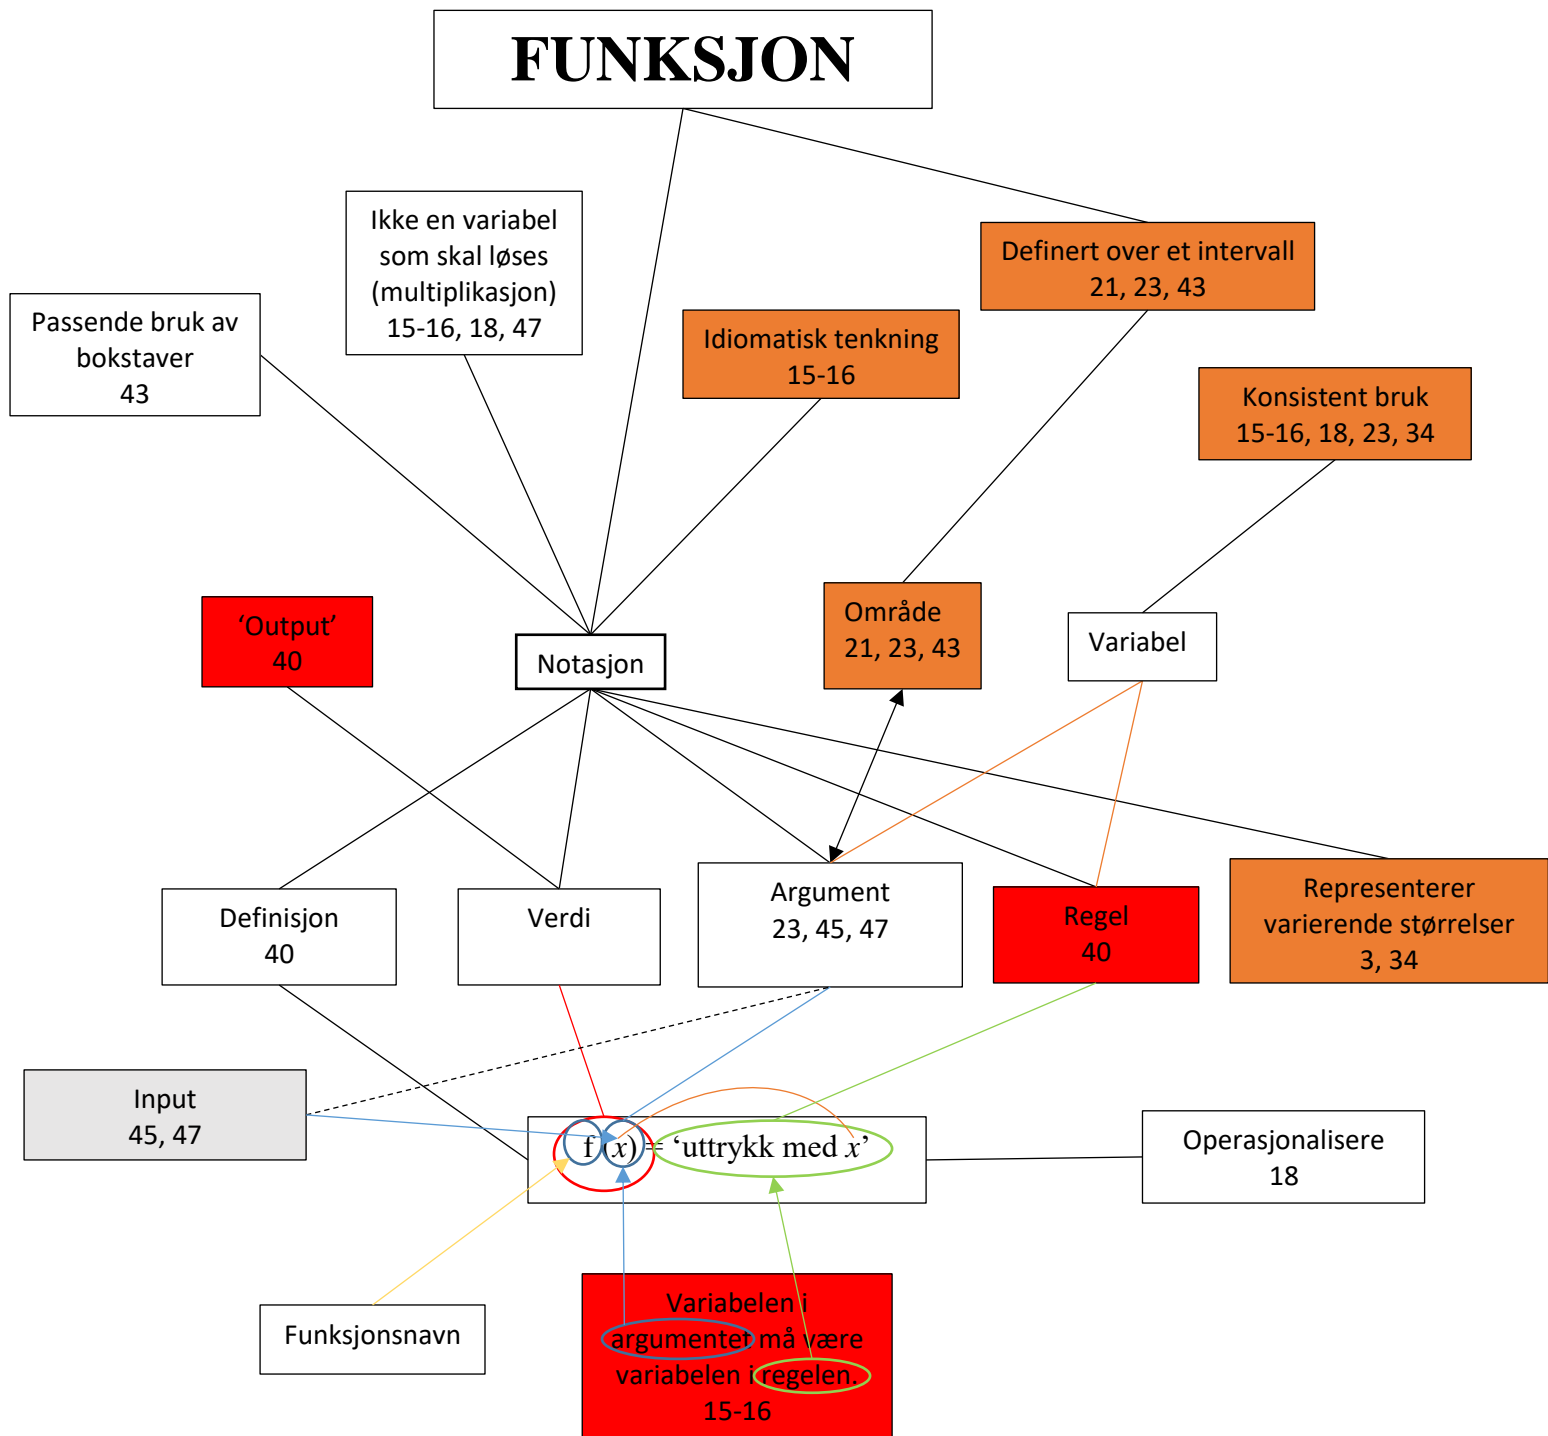 FUNKSJON
Ikke en variabel
som skal løses
(multiplikasjon)
15-16, 18, 47
Definert over et intervall
21, 23, 43
Passende bruk av
bokstaver
43
Idiomatisk tenkning
15-16
Konsistent bruk
15-16, 18, 23, 34
‘Output’
40
Notasjon
Område
21, 23, 43
Variabel
Definisjon
40
Verdi
Argument
23, 45, 47
Regel
40
Representerer
varierende størrelser
3, 34
Input
45, 47
f (x) = ‘uttrykk med x’
Operasjonalisere
18
Funksjonsnavn
Variabelen i
argumentet må være
variabelen i regelen.
15-16